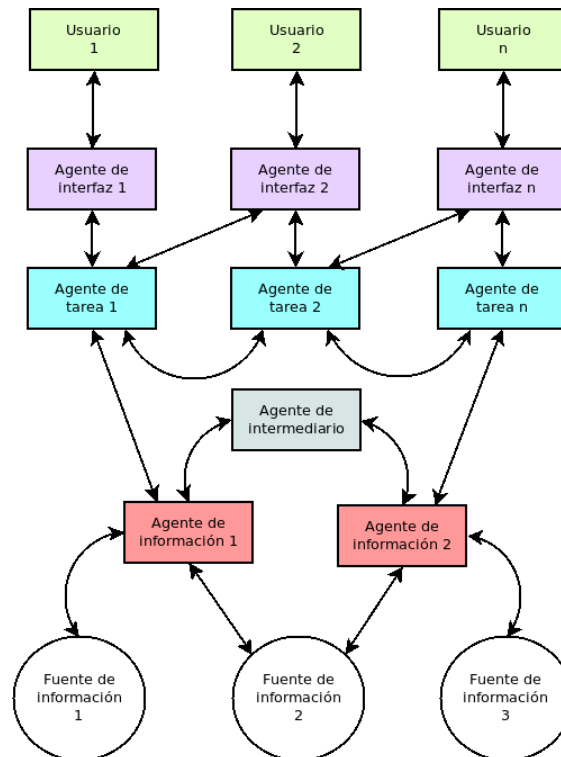 Usuario
1
Usuario
2
Usuario
n
Agente de
interfaz 1
Agente de
interfaz 2
Agente de
interfaz n
Agente de
tarea 1
Agente de
tarea 2
Agente de
tarea n
Agente de
intermediario
Agente de
información 1
Agente de
información 2
Fuente de
información
1
Fuente de
información
2
Fuente de
información
3